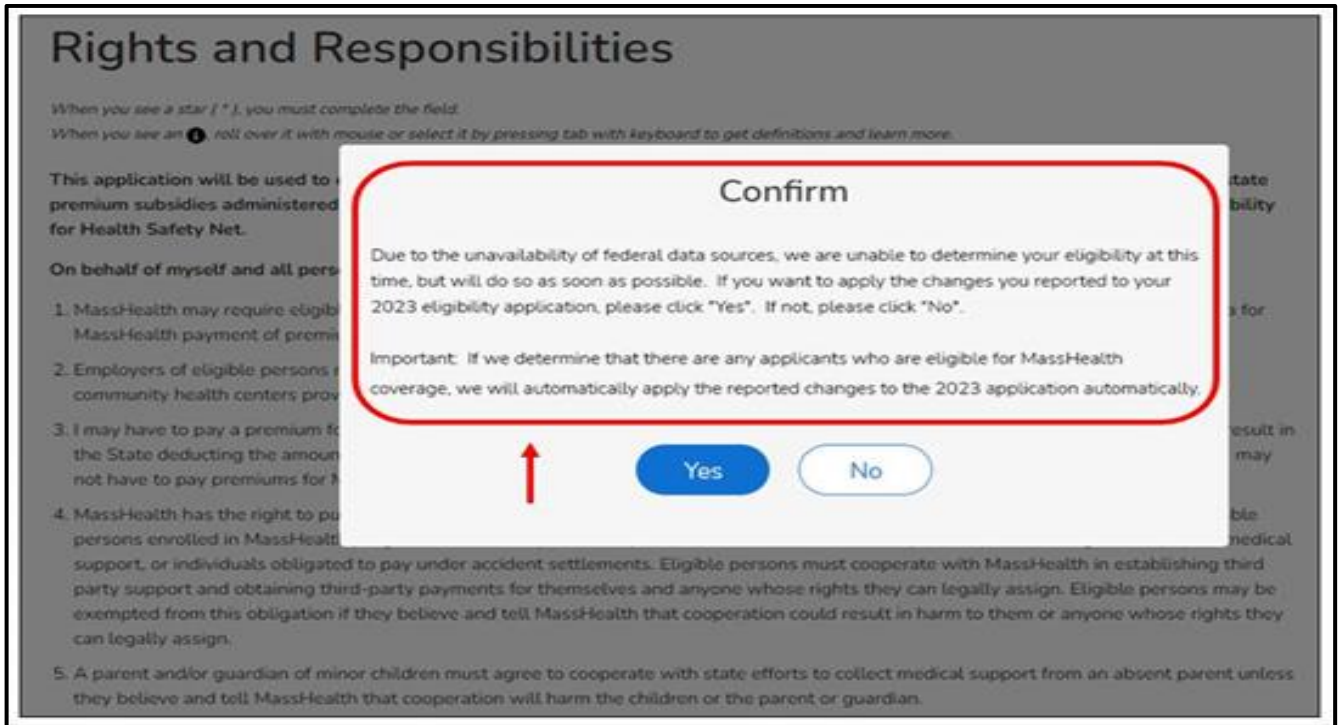 Rights and Responsibilities
When you see a star ( * ), you must complete the field.
When you see an i, roll over it with mouse or select it by pressing tab with keyboard to get definitions and learn more.
This application will be used to state
premium subsidies administered bility
for Health Safety Net.
On behalf of myself and all pers
1. MassHealth may require eligib s for
MassHealth payment of premi
2. Employers of eligible persons
community health centers prov
3. I may have to pay a premium fo result in
the State deducting the amoun may
not have to pay premiums for
4. MassHealth has the right to pu ble
persons enrolled in MassHealt medical
support, or individuals obligated to pay under accident settlements. Eligible persons must cooperate with MassHealth in establishing third
party support and obtaining third-party payments for themselves and anyone whose rights they can legally assign. Eligible persons may be
exempted from this obligation if they believe and tell MassHealth that cooperation could result in harm to them or anyone whose rights they
can legally assign.
5. A parent and/or guardian of minor children must agree to cooperate with state efforts to collect medical support from an absent parent unless
they believe and tell MassHealth that cooperation will harm the children or the parent or guardian.
Confirm
Due to the unavailability of federal data sources, we are unable to determine your eligibility at this
time, but will do so as soon as possible. If you want to apply the changes you reported to your
2023 eligibility application, please click "Yes". If not, please click "No".
Important: If we determine that there are any applicants who are eligible for MassHealth
coverage, we will automatically apply the reported changes to the 2023 application automatically.
Yes
No